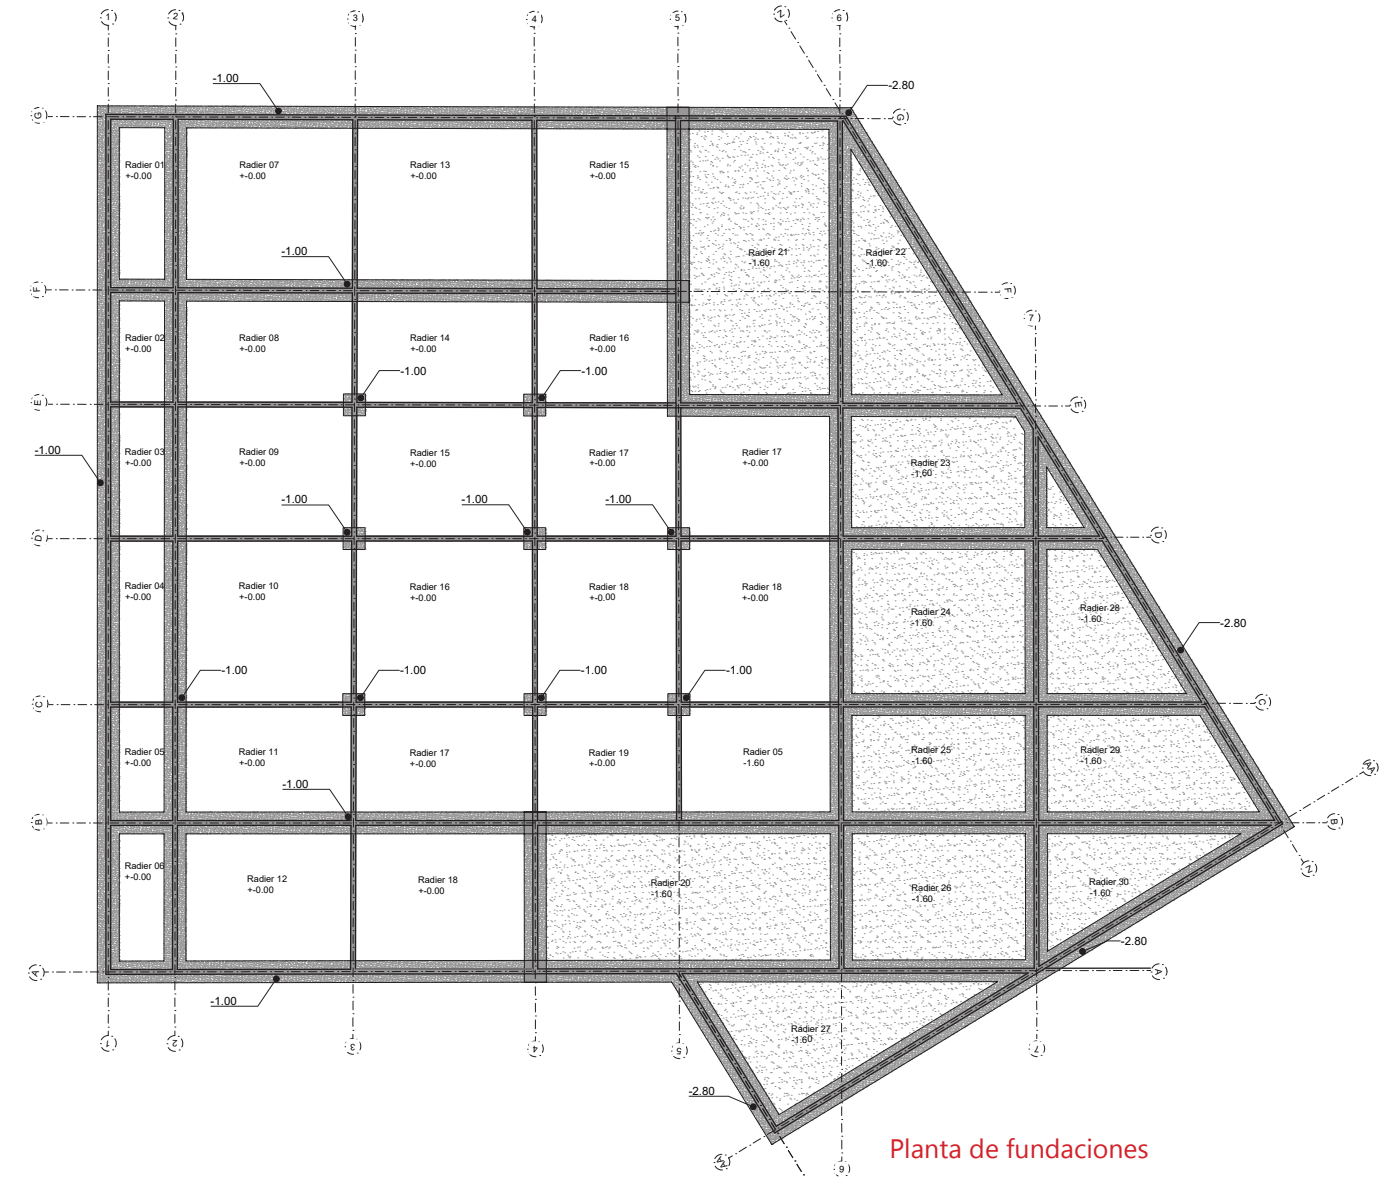 1
2
3
4
5
Z
6
-1.00
-2.80
G
G
Radier 01
+-0.00
Radier 07
+-0.00
Radier 13
+-0.00
Radier 15
+-0.00
-1.00
Radier 21
-1.60
Radier 22
-1.60
F
F
7
Radier 02
+-0.00
Radier 08
+-0.00
Radier 14
+-0.00
Radier 16
+-0.00
-1.00
-1.00
E
E
-1.00
Radier 03
+-0.00
Radier 09
+-0.00
Radier 15
+-0.00
Radier 17
+-0.00
Radier 17
+-0.00
Radier 23
-1.60
-1.00
-1.00
-1.00
D
D
Radier 04
+-0.00
Radier 10
+-0.00
Radier 16
+-0.00
Radier 18
+-0.00
Radier 18
+-0.00
Radier 24
-1.60
Radier 28
-1.60
-2.80
-1.00
-1.00
-1.00
-1.00
C
C
Radier 05
+-0.00
Radier 11
+-0.00
Radier 17
+-0.00
Radier 19
+-0.00
Radier 05
-1.60
Radier 25
-1.60
Radier 29
-1.60
-1.00
B
B
Radier 06
+-0.00
Radier 12
+-0.00
Radier 18
+-0.00
Radier 20
-1.60
Radier 26
-1.60
Radier 30
-1.60
Z
-2.80
A
A
-1.00
1
2
3
4
5
7
Radier 27
-1.60
-2.80
6
Planta de fundaciones